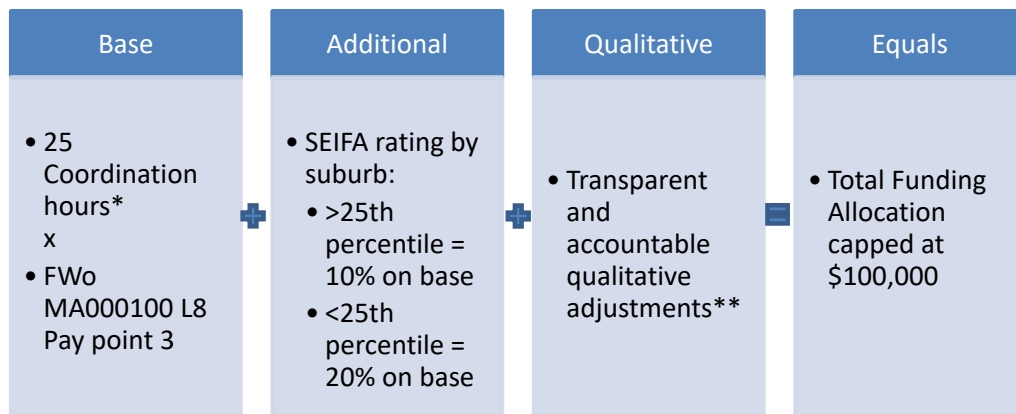 Base
• 25
Coordination
hours*
x
• FWo
MA000100 L8
Pay point 3
Additional
• SEIFA rating by
suburb:
• >25th
percentile =
10% on base
• <25th
percentile =
20% on base
Qualitative
• Transparent
and
accountable
qualitative
adjustments**
Equals
• Total Funding
Allocation
capped at
$100,000